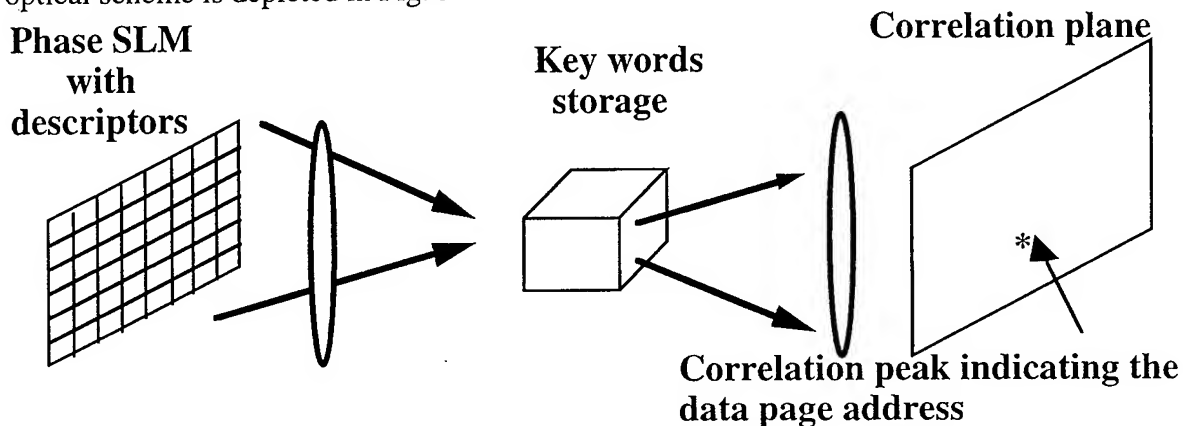 optical scheme is depicted in
Phase SLM
with
descriptors
Key words
storage
Correlation plane
*
Correlation peak indicating the
data page address